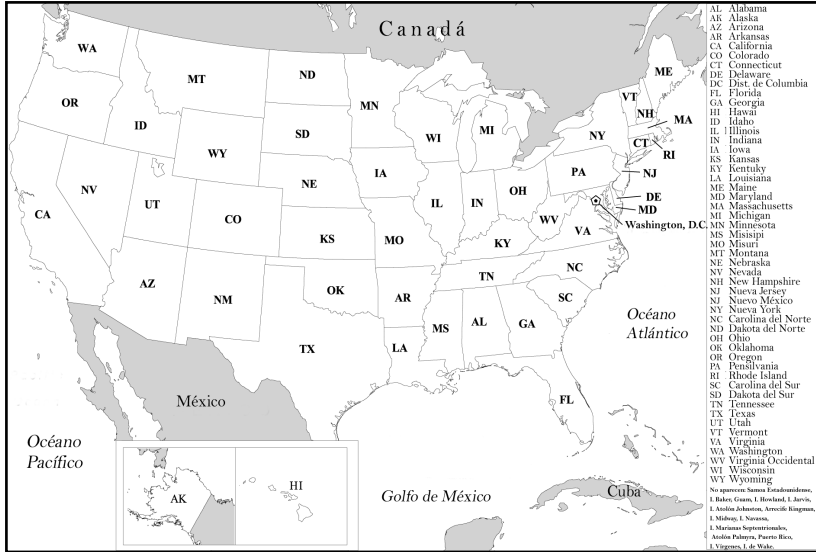 Canadá
WA
MT
ND
MN
ME
VT
NH
OR
ID
SD
WI
MI
NY
MA
CT
RI
WY
IA
PA
NJ
NE
OH
NV
UT
IL
IN
DE
MD
Washington, D.C.
CA
CO
WV
VA
KS
MO
KY
AZ
NM
OK
TN
NC
AR
SC
MS
AL
GA
Océano
Atlántico
TX
LA
FL
México
Océano
Pacífico
AK
HI
Golfo de México
Cuba
AL Alabama
AK Alaska
AZ Arizona
AR Arkansas
CA California
CO Colorado
CT Connecticut
DE Delaware
DC Dist. de Columbia
FL Florida
GA Georgia
HI Hawai
ID Idaho
IL Illinois
IN Indiana
IA Iowa
KS Kansas
KY Kentuky
LA Louisiana
ME Maine
MD Maryland
MA Massachusetts
MI Michigan
MN Minnesota
MS Misisipi
MO Misuri
MT Montana
NE Nebraska
NV Nevada
NH New Hampshire
NJ Nueva Jersey
NJ Nuevo México
NY Nueva York
NC Carolina del Norte
ND Dakota del Norte
OH Ohio
OK Oklahoma
OR Oregon
PA Pensilvania
RI Rhode Island
SC Carolina del Sur
SD Dakota del Sur
TN Tennessee
TX Texas
UT Utah
VT Vermont
VA Virginia
WA Washington
WV Virginia Occidental
WI Wisconsin
WY Wyoming
No aparecen: Samoa Estadounidense,
I. Baker, Guam, I. Howland, I. Jarvis,
I. Atolón Johnston, Arrecife Kingman,
I. Midway, I. Navassa,
I. Marianas Septentrionales,
Atolón Palmyra, Puerto Rico,
I. Vírgenes, I. de Wake.